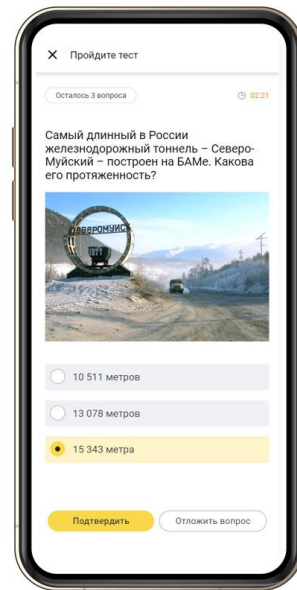 Пройдите тест
Осталось 3 вопроса
02:21
Самый длинный в России
железнодорожный тоннель – Северо-
Муйский – построен на БАМе. Какова
его протяженность?
СЕВЕРОМУЙСК
1977
10 511 метров
13 078 метров
15 343 метра
Подтвердить
Отложить вопрос